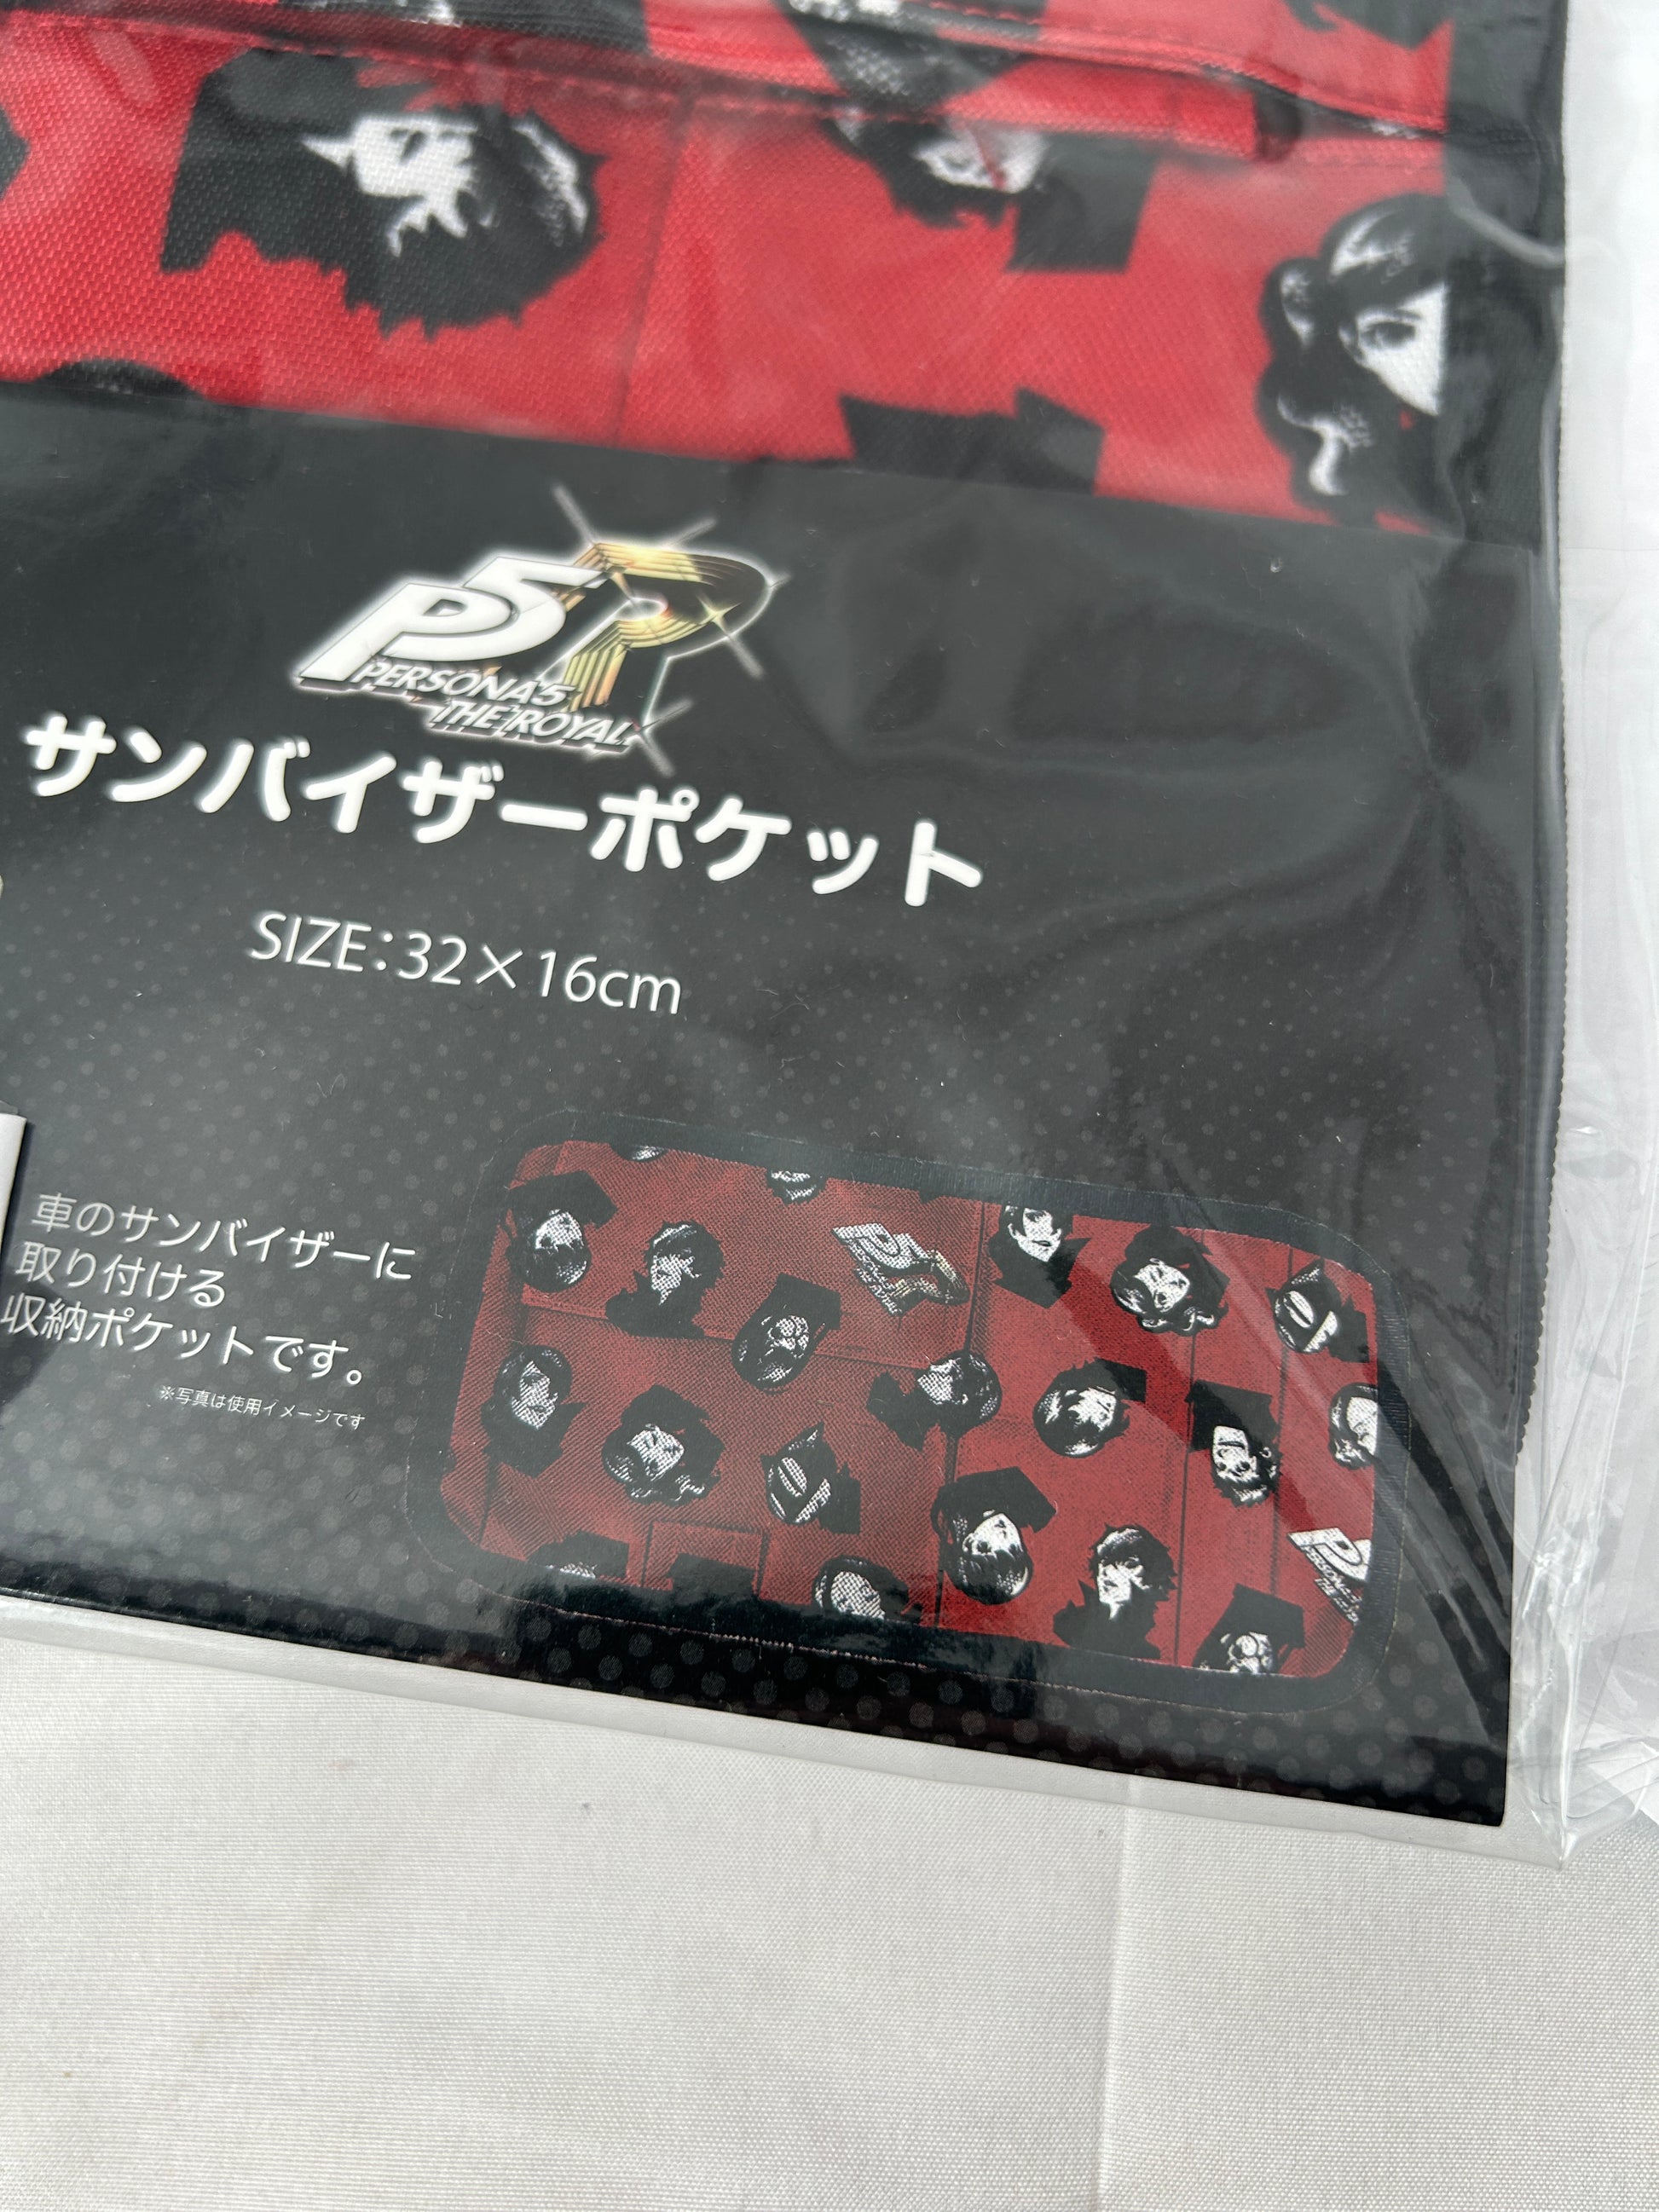 P5R
PERSONA5
THE ROYAL
サンバイザーポケット
SIZE:32×16cm
車のサンバイザーに
取り付ける
収納ポケットです。
※写真は使用イメージです